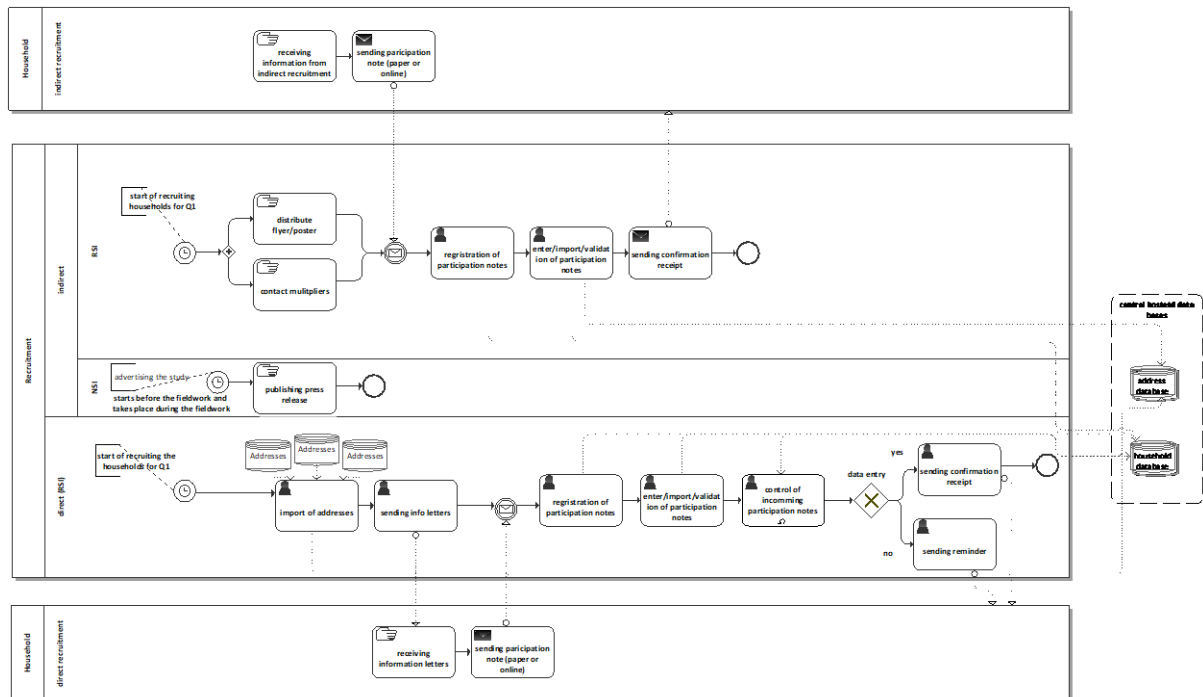 Household
indirect recruitment
receiving
information from
indirect recruitment
sending paricipation
note (paper or
online)
Recruitment
indirect
RSI
start of recruiting
households for Q1
distribute
flyer/poster
contact mulitpliers
regristration of
participation notes
enter/import/validat
ion of participation
notes
sending confirmation
receipt
NSI
advertising the study
starts before the fieldwork and
takes place during the fieldwork
publishing press
release
central hosted data
bases
address
database
household
database
direct (RSI)
start of recruiting the
households for Q1
Addresses
Addresses
Addresses
import of addresses
sending info letters
regristration of
participation notes
enter/import/validat
ion of participation
notes
control of
incomming
participation notes
data entry
yes
sending confirmation
receipt
no
sending reminder
Household
direct recruitment
receiving
information letters
sending paricipation
note (paper or
online)